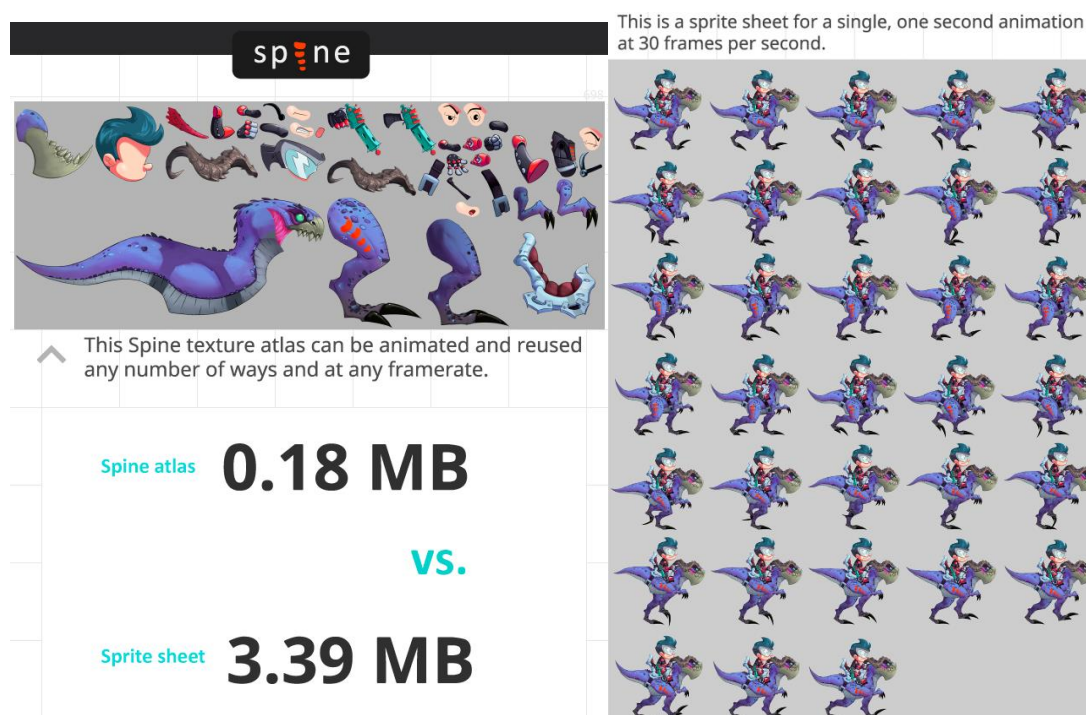 spine
698
This Spine texture atlas can be animated and reused
any number of ways and at any framerate.
Spine atlas 0.18 MB
vs.
Sprite sheet 3.39 MB
This is a sprite sheet for a single, one second animation
at 30 frames per second.